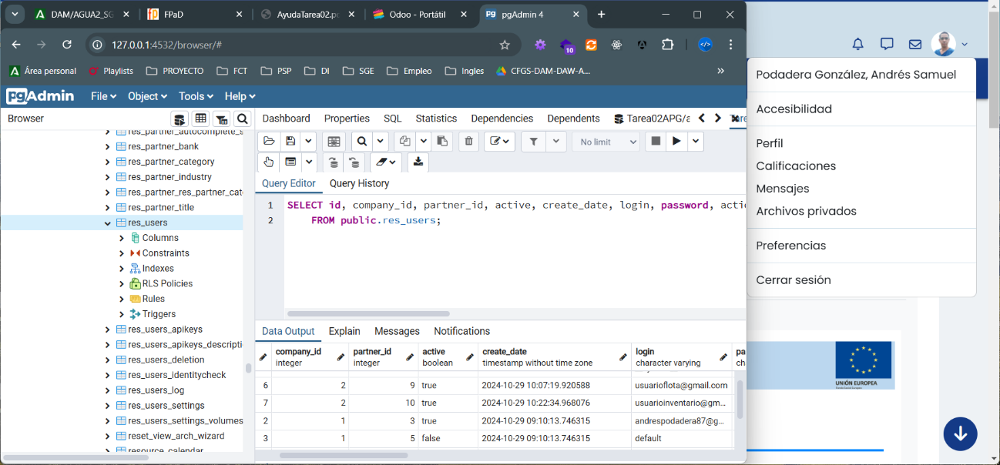 DAM/AGUA2_SG
FPaD
AyudaTarea02.pc
Odoo - Portátil
pgAdmin 4
127.0.0.1:4532/browser/#
10
Área personal
Playlists
PROYECTO
FCT
PSP
DI
SGE
Empleo
Ingles
CFGS-DAM-DAW-A...
pgAdmin
File
Object
Tools
Help
Browser
Dashboard
Properties
SQL
Statistics
Dependencies
Dependents
Tarea02APG/a
res_partner_autocomplete_s
res_partner_bank
res_partner_category
res_partner_industry
res_partner_res_partner_cat
res_partner_title
res_users
Columns
Constraints
Indexes
RLS Policies
Rules
Triggers
res_users_apikeys
res_users_apikeys_descripti
res_users_deletion
res_users_identitycheck
res_users_log
res_users_settings
res_users_settings_volumes
reset_view_arch_wizard
resource_calendar
No limit
Query Editor
Query History
1 SELECT id, company_id, partner_id, active, create_date, login, password, actio
2 FROM public.res_users;
Data Output
Explain
Messages
Notifications
company_id integer
partner_id integer
active boolean
create_date timestamp without time zone
login character varying
pa
ch
6 2 9 true 2024-10-29 10:07:19.920588 usuarioflota@gmail.com
7 2 10 true 2024-10-29 10:22:34.968076 usuarioinventario@gm...
2 1 3 true 2024-10-29 09:10:13.746315 andrespodadera87@g...
3 1 5 false 2024-10-29 09:10:13.746315 default
Podadera González, Andrés Samuel
Accesibilidad
Perfil
Calificaciones
Mensajes
Archivos privados
Preferencias
Cerrar sesión
UNIÓN EUROPEA